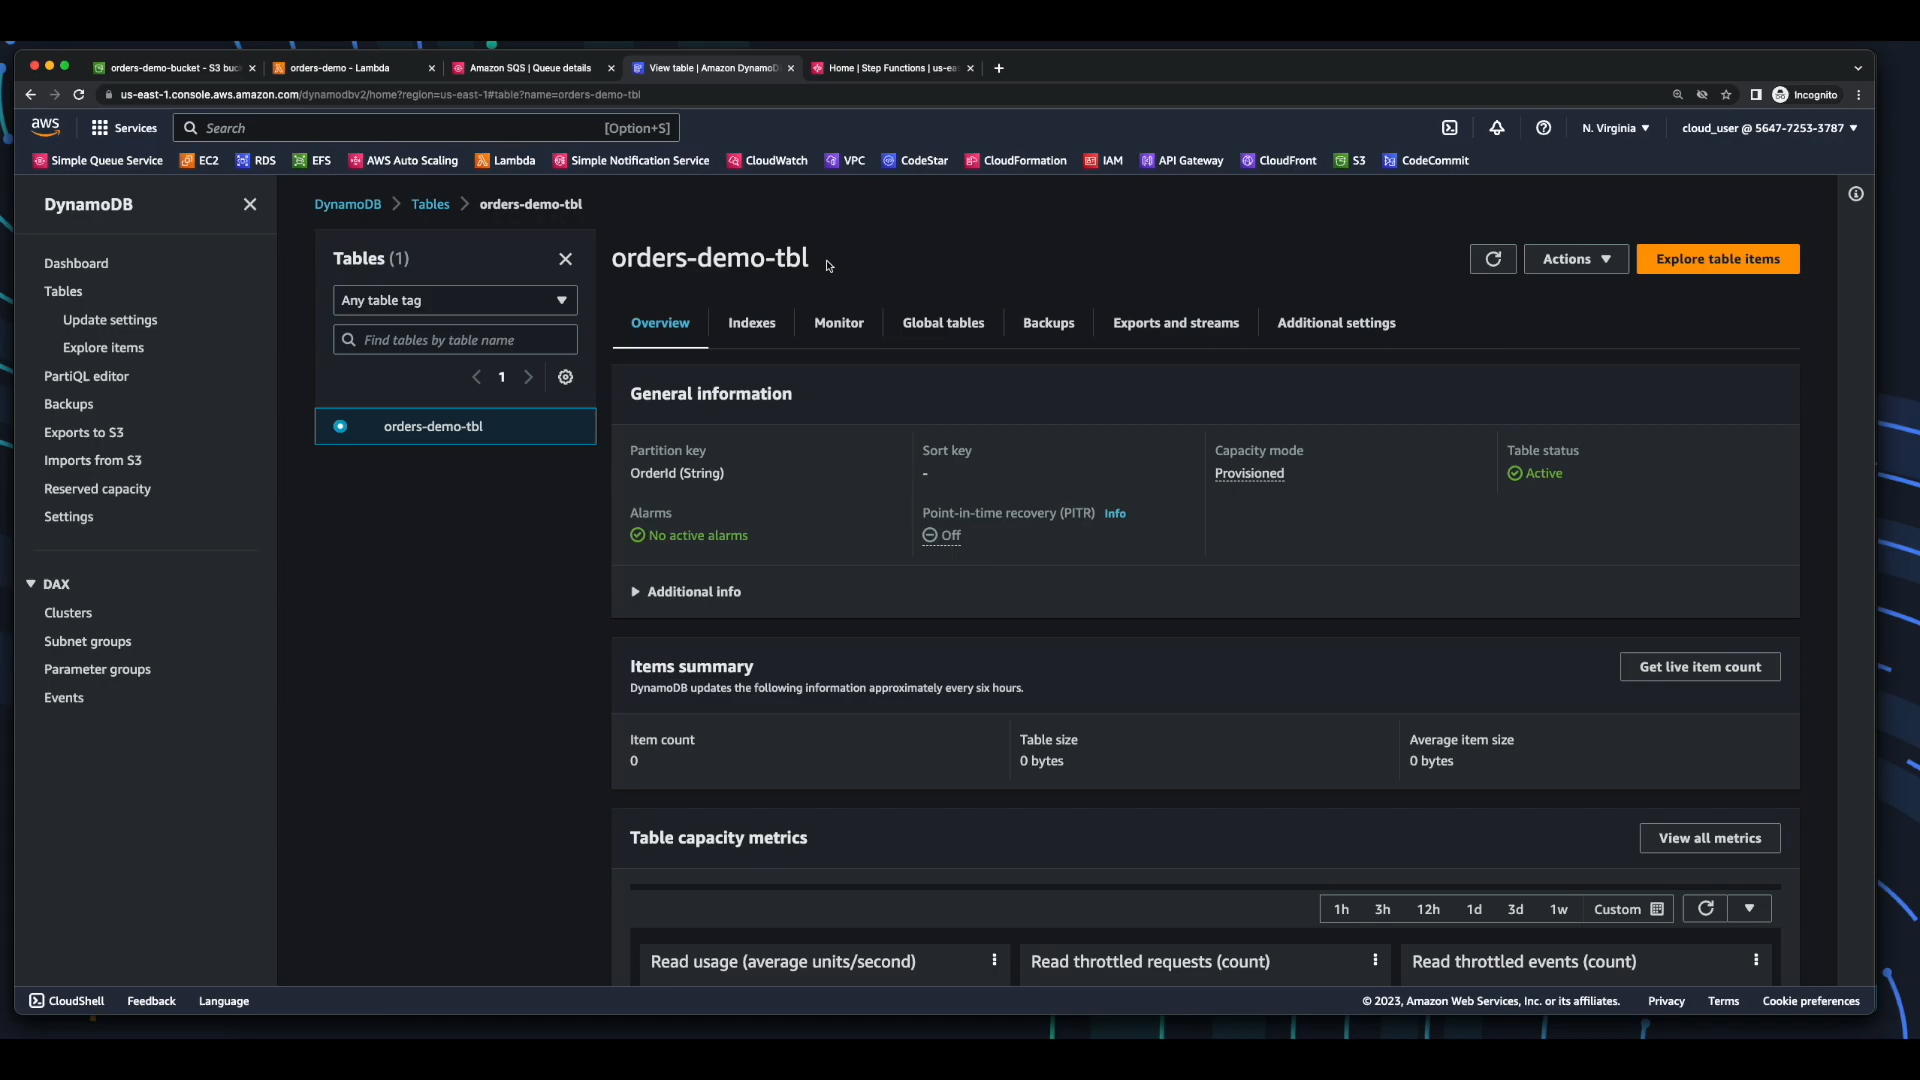 orders-demo-bucket - S3 buc
orders-demo - Lambda
Amazon SQS | Queue details
View table | Amazon DynamoD
Home | Step Functions | us-ea
us-east-1.console.aws.amazon.com/dynamodbv2/home?region=us-east-1#table?name=orders-demo-tbl
Incognito
aws
Services
Search
[Option+S]
N. Virginia
cloud_user @ 5647-7253-3787
Simple Queue Service
EC2
RDS
EFS
AWS Auto Scaling
Lambda
Simple Notification Service
CloudWatch
VPC
CodeStar
CloudFormation
IAM
API Gateway
CloudFront
S3
CodeCommit
DynamoDB
Dashboard
Tables
Update settings
Explore items
PartiQL editor
Backups
Exports to S3
Imports from S3
Reserved capacity
Settings
DAX
Clusters
Subnet groups
Parameter groups
Events
DynamoDB
Tables
orders-demo-tbl
Tables (1)
Any table tag
Find tables by table name
1
orders-demo-tbl
orders-demo-tbl
Actions
Explore table items
Overview
Indexes
Monitor
Global tables
Backups
Exports and streams
Additional settings
General information
Partition key
OrderId (String)
Sort key
-
Capacity mode
Provisioned
Table status
Active
Alarms
No active alarms
Point-in-time recovery (PITR) Info
Off
Additional info
Items summary
DynamoDB updates the following information approximately every six hours.
Get live item count
Item count
0
Table size
0 bytes
Average item size
0 bytes
Table capacity metrics
View all metrics
1h
3h
12h
1d
3d
1w
Custom
Read usage (average units/second)
Read throttled requests (count)
Read throttled events (count)
CloudShell
Feedback
Language
© 2023, Amazon Web Services, Inc. or its affiliates.
Privacy
Terms
Cookie preferences